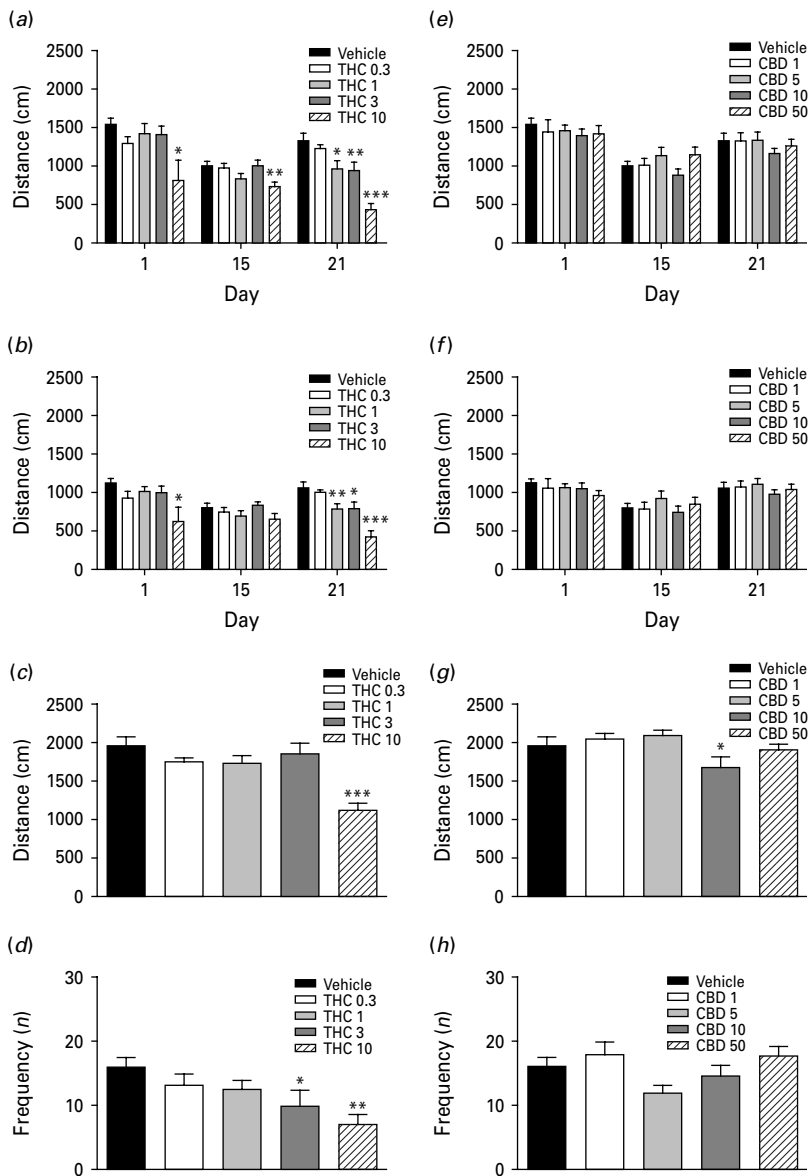 (a)
2500
2000
1500
1000
500
0
Distance (cm)
Vehicle
THC 0.3
THC 1
THC 3
THC 10
*
**
* **
***
1 15 21
Day
(e)
2500
2000
1500
1000
500
0
Distance (cm)
Vehicle
CBD 1
CBD 5
CBD 10
CBD 50
1 15 21
Day
(b)
2500
2000
1500
1000
500
0
Distance (cm)
Vehicle
THC 0.3
THC 1
THC 3
THC 10
*
** *
***
1 15 21
Day
(f)
2500
2000
1500
1000
500
0
Distance (cm)
Vehicle
CBD 1
CBD 5
CBD 10
CBD 50
1 15 21
Day
(c)
2500
2000
1500
1000
500
0
Distance (cm)
Vehicle
THC 0.3
THC 1
THC 3
THC 10
***
(g)
2500
2000
1500
1000
500
0
Distance (cm)
Vehicle
CBD 1
CBD 5
CBD 10
CBD 50
*
(d)
30
20
10
0
Frequency (n)
Vehicle
THC 0.3
THC 1
THC 3
THC 10
*
**
(h)
30
20
10
0
Frequency (n)
Vehicle
CBD 1
CBD 5
CBD 10
CBD 50